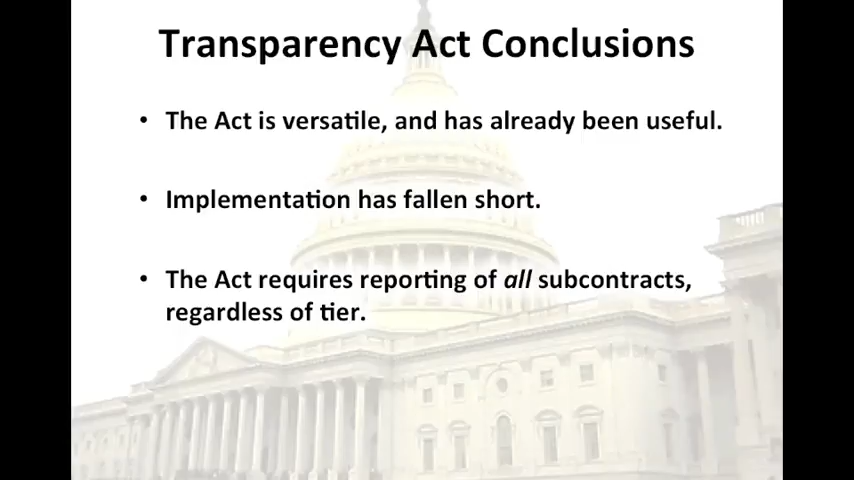 Transparency Act Conclusions
• The Act is versatile, and has already been useful.
• Implementation has fallen short.
• The Act requires reporting of all subcontracts,
regardless of tier.